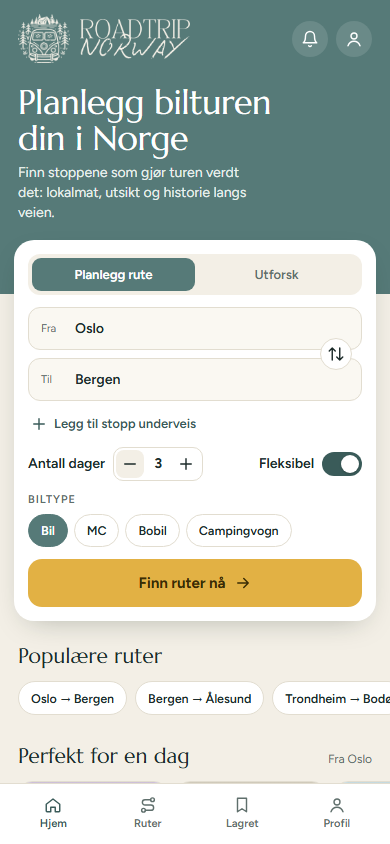 ROADTRIP
NORWAY
Planlegg bilturen
din i Norge
Finn stoppene som gjør turen verdt
det: lokalmat, utsikt og historie langs
veien.
Planlegg rute Utforsk
Fra Oslo
Til Bergen
Legg til stopp underveis
Antall dager 3 Fleksibel
BILTYPE
Bil MC Bobil Campingvogn
Finn ruter nå →
Populære ruter
Oslo → Bergen Bergen → Ålesund Trondheim → Bodø
Perfekt for en dag Fra Oslo
Hjem Ruter Lagret Profil